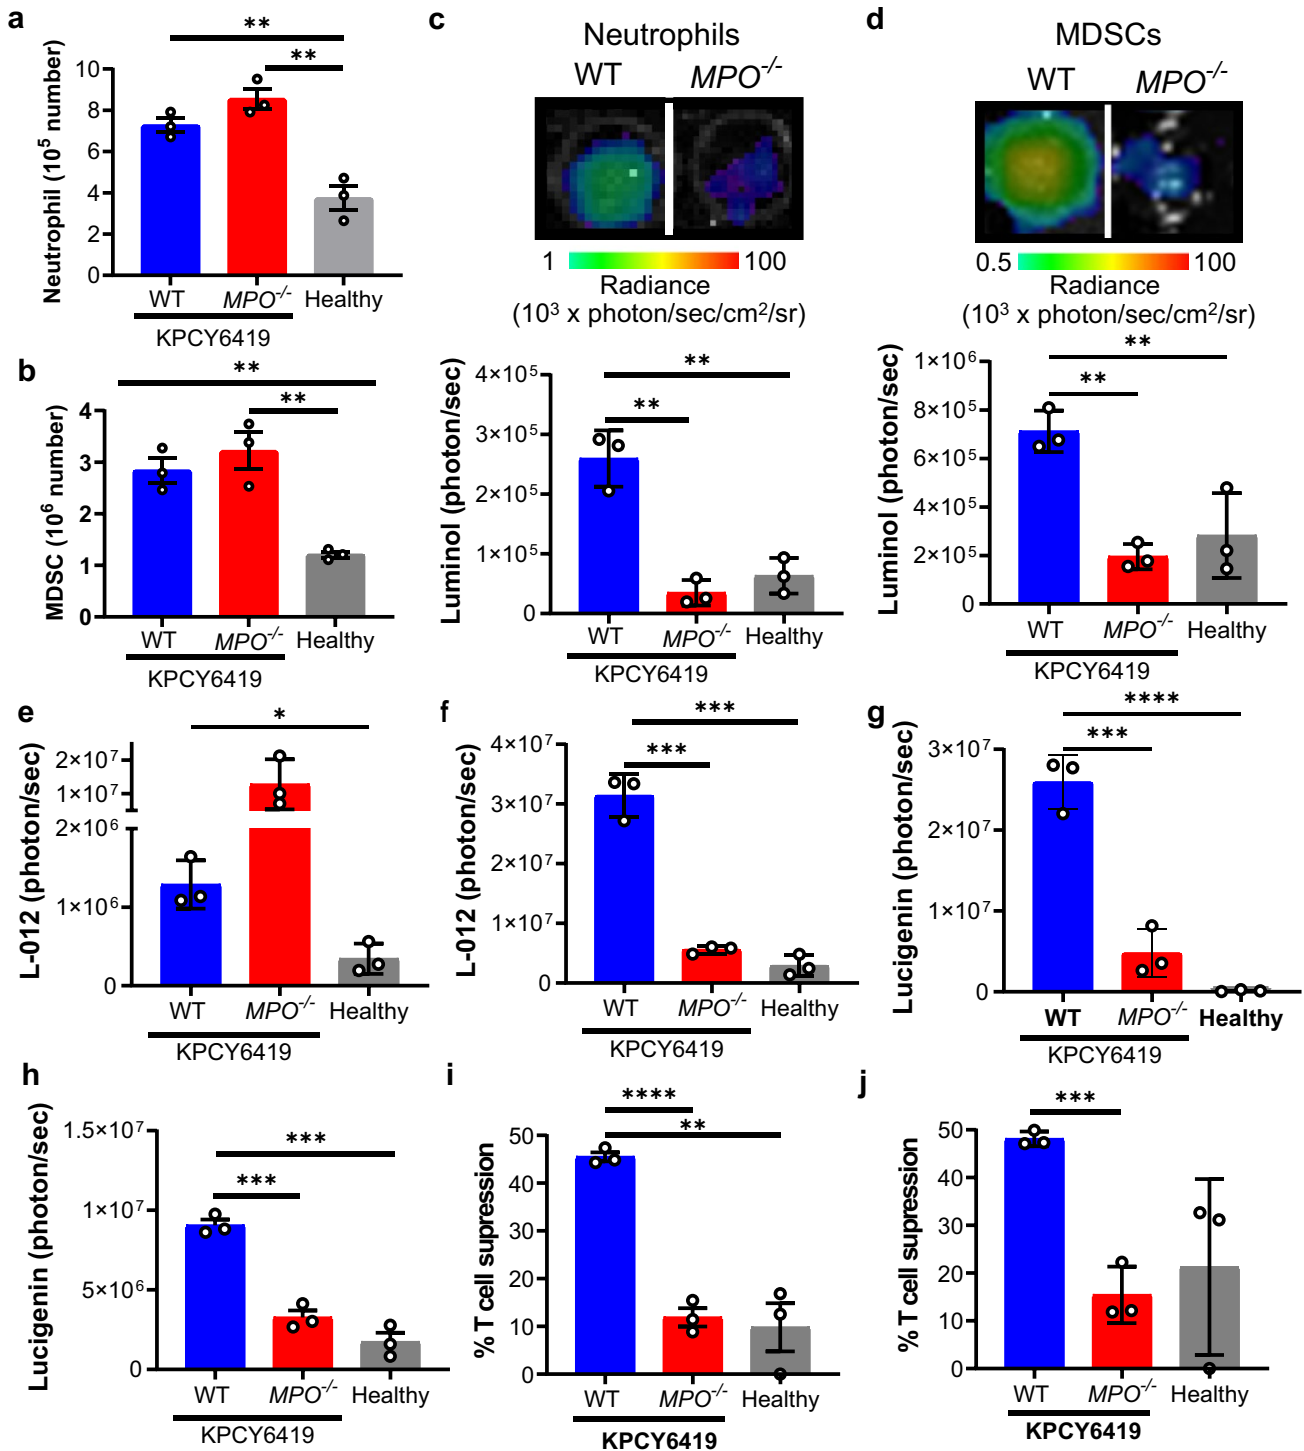 a
**
**
Neutrophil (10⁵ number)
10
8
6
4
2
0
WT
MPO⁻/⁻
Healthy
KPCY6419
b
**
**
MDSC (10⁶ number)
4
3
2
1
0
WT
MPO⁻/⁻
Healthy
KPCY6419
c
Neutrophils
WT
MPO⁻/⁻
1
100
Radiance
(10³ x photon/sec/cm²/sr)
**
**
Luminol (photon/sec)
4×10⁵
3×10⁵
2×10⁵
1×10⁵
0
WT
MPO⁻/⁻
Healthy
KPCY6419
d
MDSCs
WT
MPO⁻/⁻
0.5
100
Radiance
(10³ x photon/sec/cm²/sr)
**
**
Luminol (photon/sec)
1×10⁶
8×10⁵
6×10⁵
4×10⁵
2×10⁵
0
WT
MPO⁻/⁻
Healthy
KPCY6419
e
*
L-012 (photon/sec)
2×10⁷
1×10⁷
2×10⁶
1×10⁶
0
WT
MPO⁻/⁻
Healthy
KPCY6419
f
***
***
L-012 (photon/sec)
4×10⁷
3×10⁷
2×10⁷
1×10⁷
0
WT
MPO⁻/⁻
Healthy
KPCY6419
g
****
***
Lucigenin (photon/sec)
3×10⁷
2×10⁷
1×10⁷
0
WT
MPO⁻/⁻
Healthy
KPCY6419
h
***
***
Lucigenin (photon/sec)
1.5×10⁷
1×10⁷
5×10⁶
0
WT
MPO⁻/⁻
Healthy
KPCY6419
i
****
**
% T cell supression
50
40
30
20
10
0
WT
MPO⁻/⁻
Healthy
KPCY6419
j
***
% T cell supression
50
40
30
20
10
0
WT
MPO⁻/⁻
Healthy
KPCY6419